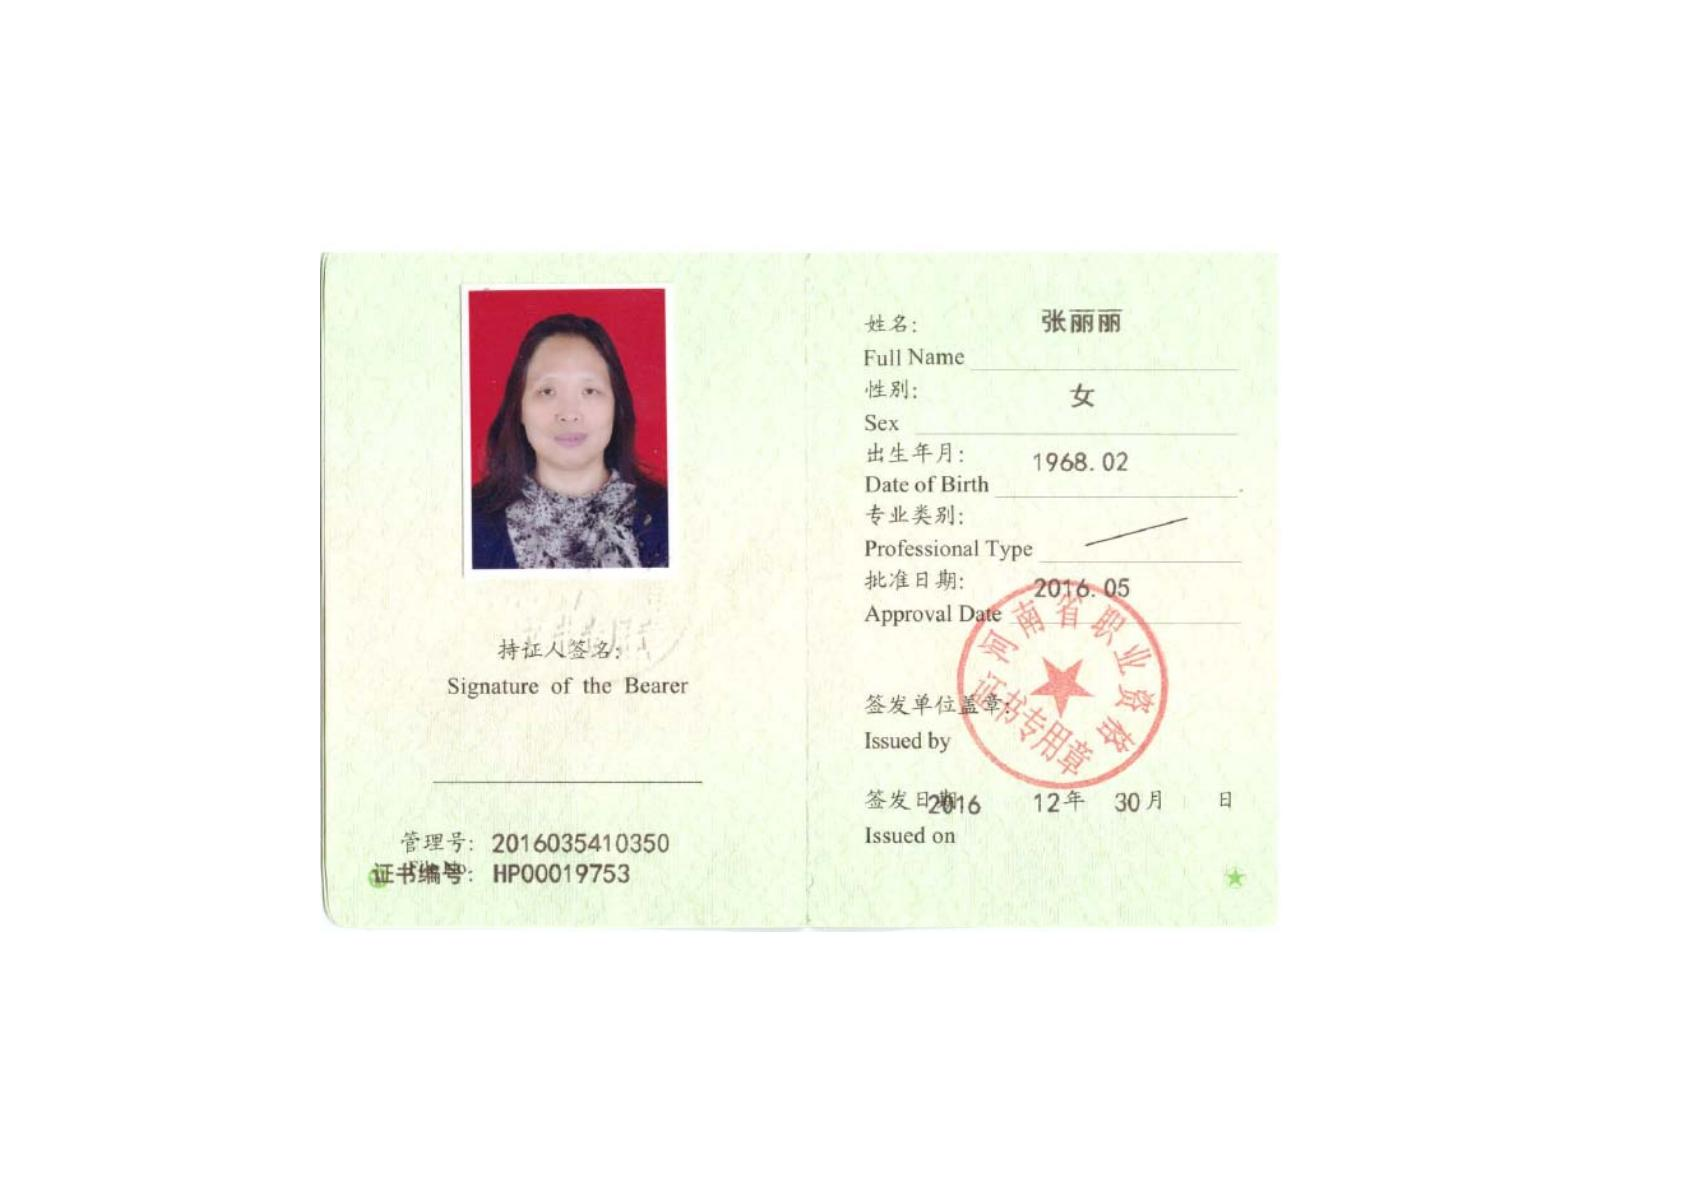 持证人签名:
Signature of the Bearer
管理号: 2016035410350
File No.
证书编号: HP00019753
姓名: 张丽丽
Full Name
性别: 女
Sex
出生年月: 1968.02
Date of Birth
专业类别:
Professional Type
批准日期: 2016.05
Approval Date
签发单位盖章:
Issued by
河南省职业资格
证书专用章
签发日期: 2016 12年 30月 日
Issued on